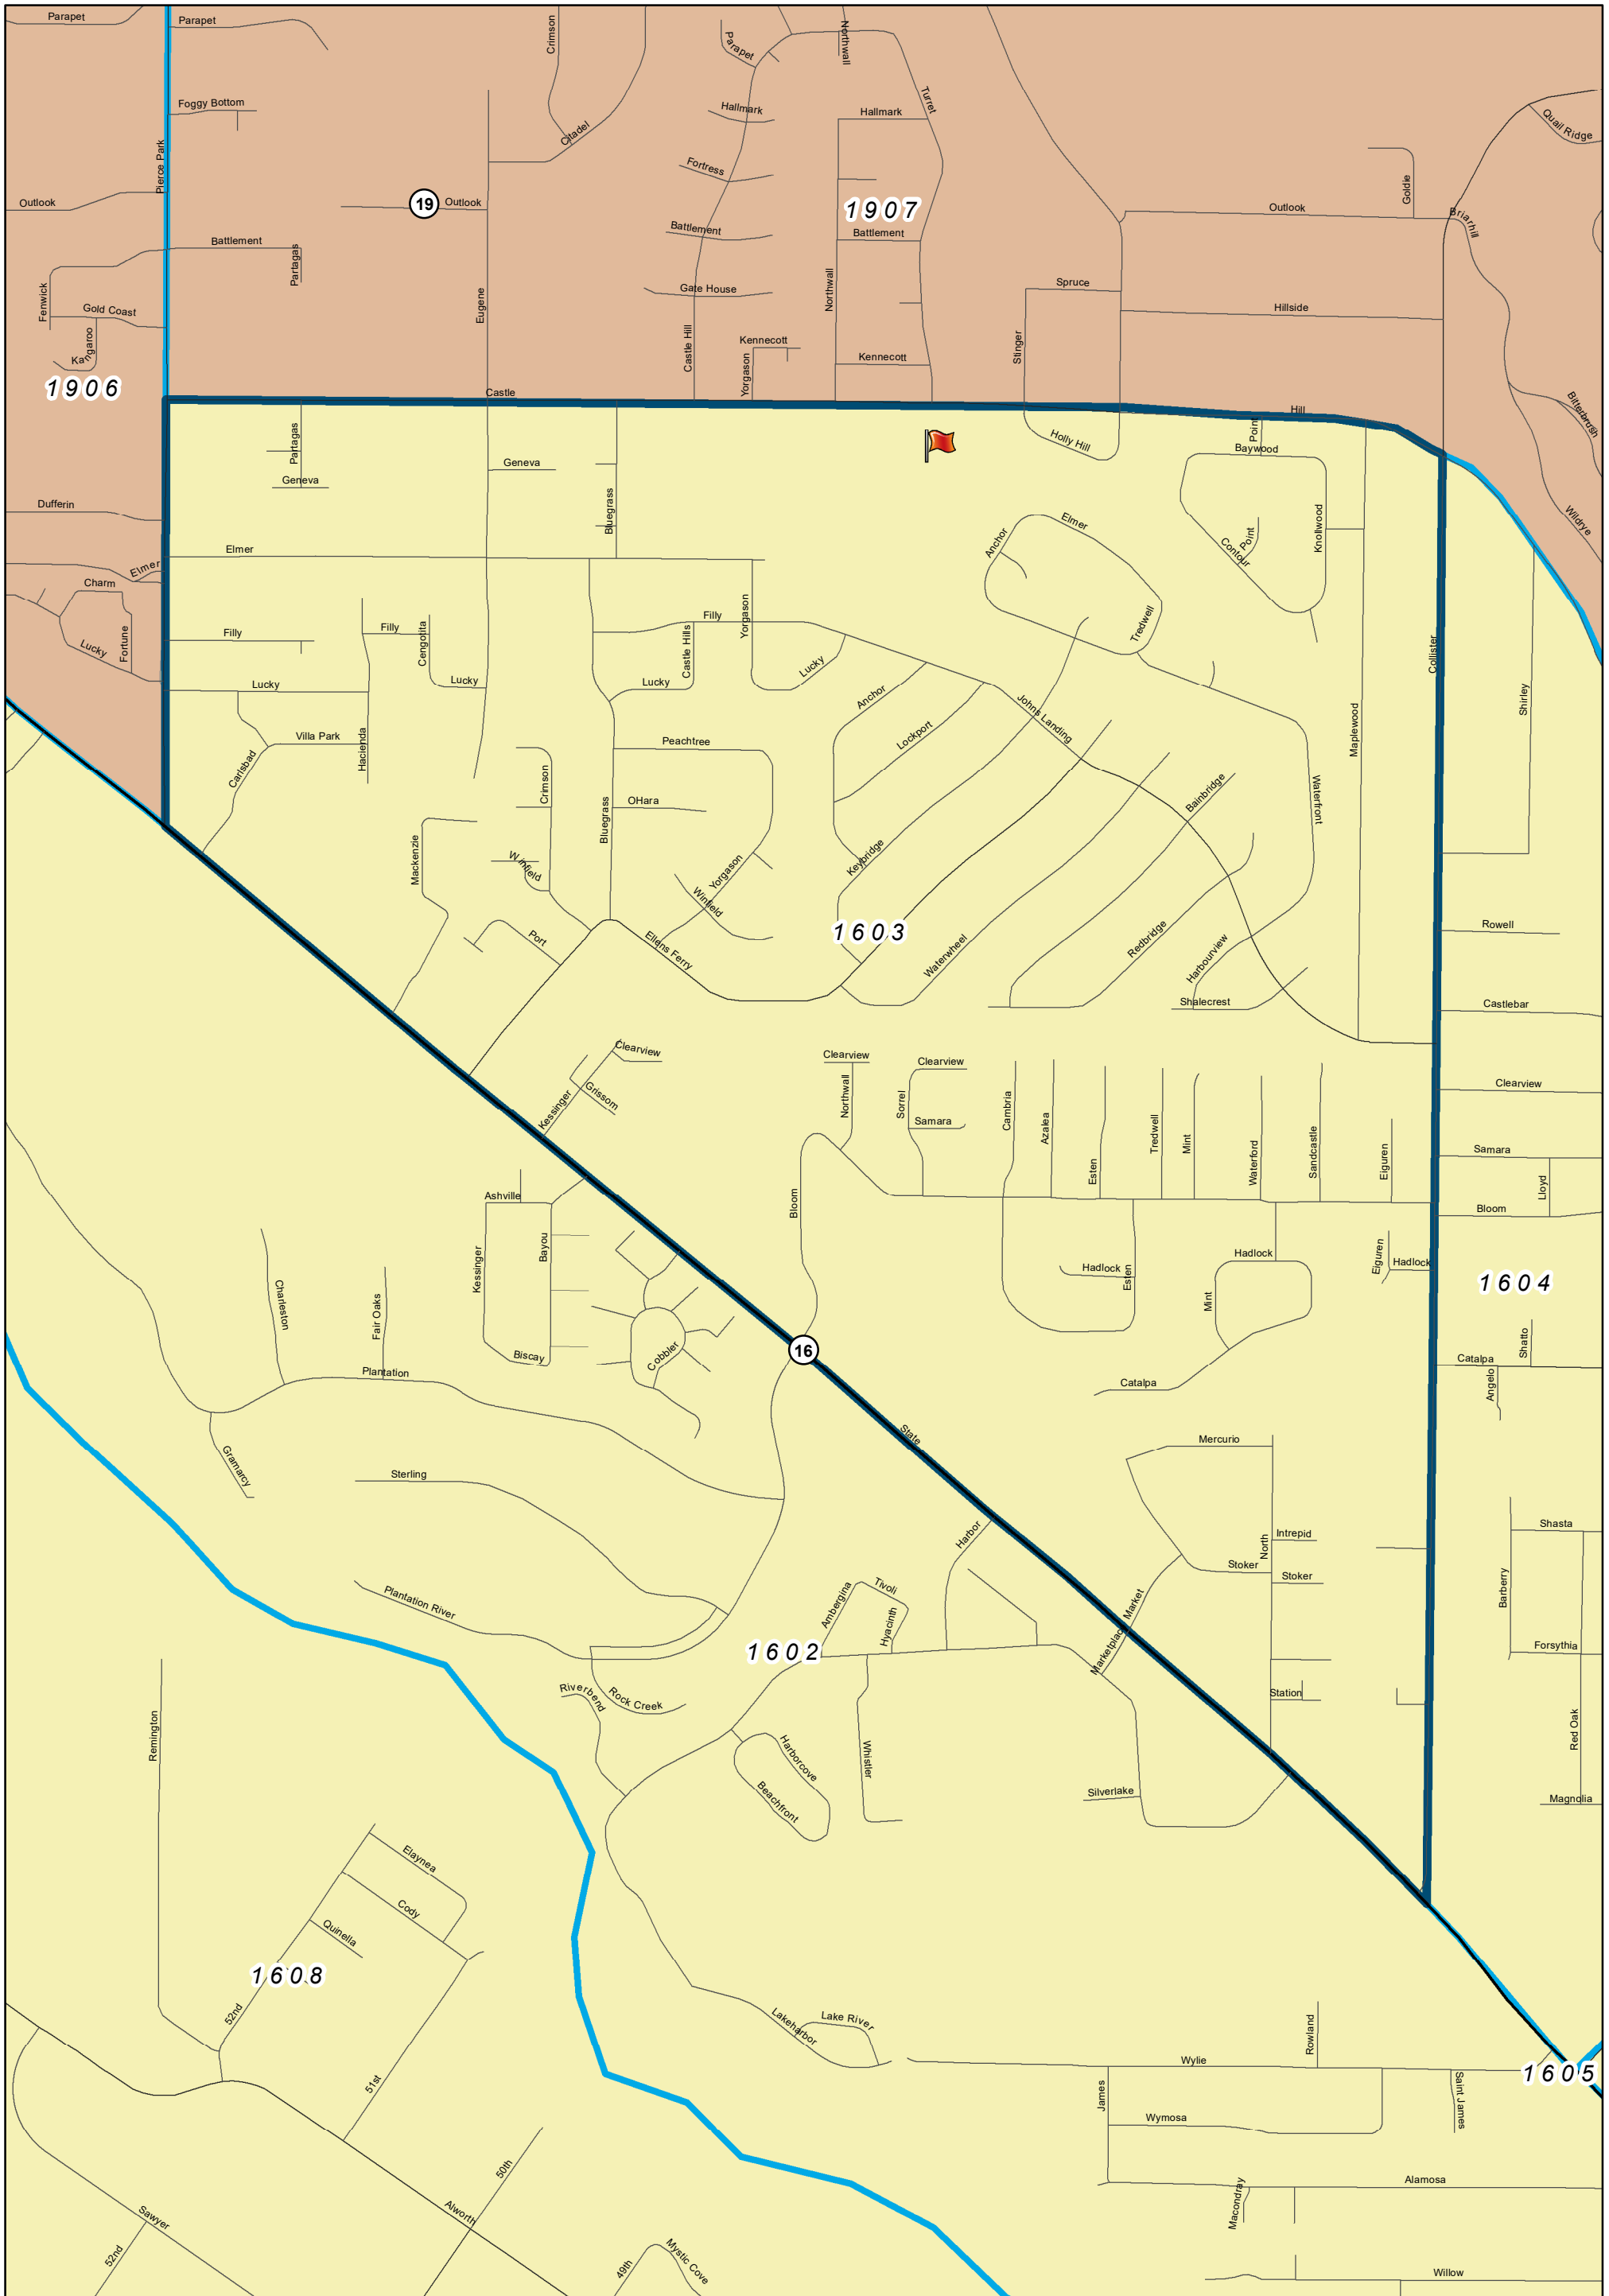 Parapet
Parapet
Crimson
Parapet
Northwall
Foggy Bottom
Hallmark
Turret
Hallmark
Citadel
Quail Ridge
Pierce Park
Fortress
Goldie
Outlook
19
Outlook
1907
Outlook
Briarhill
Battlement
Partagas
Battlement
Battlement
Fenwick
Gold Coast
Kangaroo
Eugene
Gate House
Northwall
Spruce
Hillside
Castle Hill
Kennecott
Yorgason
Kennecott
Stinger
1906
Castle
Hill
Bitterbrush
Partagas
Geneva
Geneva
Bluegrass
Holly Hill
Point
Baywood
Dufferin
Wildrye
Elmer
Elmer
Anchor
Elmer
Contour
Point
Knollwood
Charm
Lucky
Fortune
Filly
Filly
Cengotita
Filly
Castle Hills
Yorgason
Tredwell
Collister
Lucky
Lucky
Lucky
Lucky
Anchor
Johns Landing
Shirley
Villa Park
Hacienda
Carlsbad
Peachtree
Lockport
Maplewood
Crimson
OHara
Bluegrass
Bainbridge
Waterfront
Mackenzie
Winfield
Yorgason
Winfield
Keybridge
Port
Ellens Ferry
1603
Waterwheel
Redbridge
Harbourview
Rowell
Shalecrest
Castlebar
Clearview
Grissom
Kessinger
Clearview
Northwall
Clearview
Sorrel
Samara
Cambria
Azalea
Esten
Tredwell
Mint
Waterford
Sandcastle
Eiguren
Clearview
Samara
Lloyd
Bloom
Ashville
Bayou
Kessinger
Bloom
Hadlock
Esten
Hadlock
Mint
Eiguren
Hadlock
1604
Charleston
Fair Oaks
Biscay
Cobbler
16
Shatto
Catalpa
Angelo
Plantation
Catalpa
State
Mercurio
Gramarcy
Sterling
Harbor
North
Intrepid
Stoker
Stoker
Shasta
Barberry
Plantation River
Ambergina
Tivoli
Hyacinth
Market
Marketplace
1602
Forsythia
Riverbend
Rock Creek
Station
Remington
Harborcove
Beachfront
Whistler
Silverlake
Red Oak
Magnolia
Elaynea
Cody
Quinella
1608
52nd
Lakeharbor
Lake River
Rowland
Wylie
1605
51st
James
Wymosa
Saint James
50th
Alamosa
Macondray
Sawyer
Alworth
52nd
49th
Mystic Cove
Willow